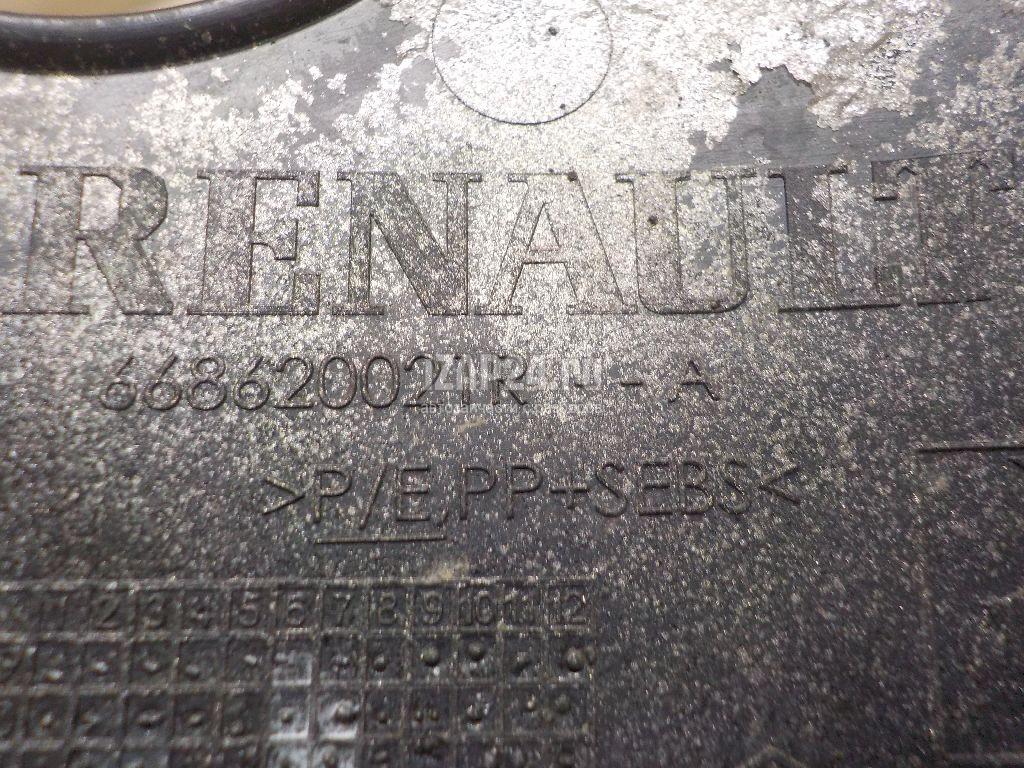 RENAULT
668620021R - - A
>P/E,PP+SEBS<
1 2 3 4 5 6 7 8 9 10 11 12